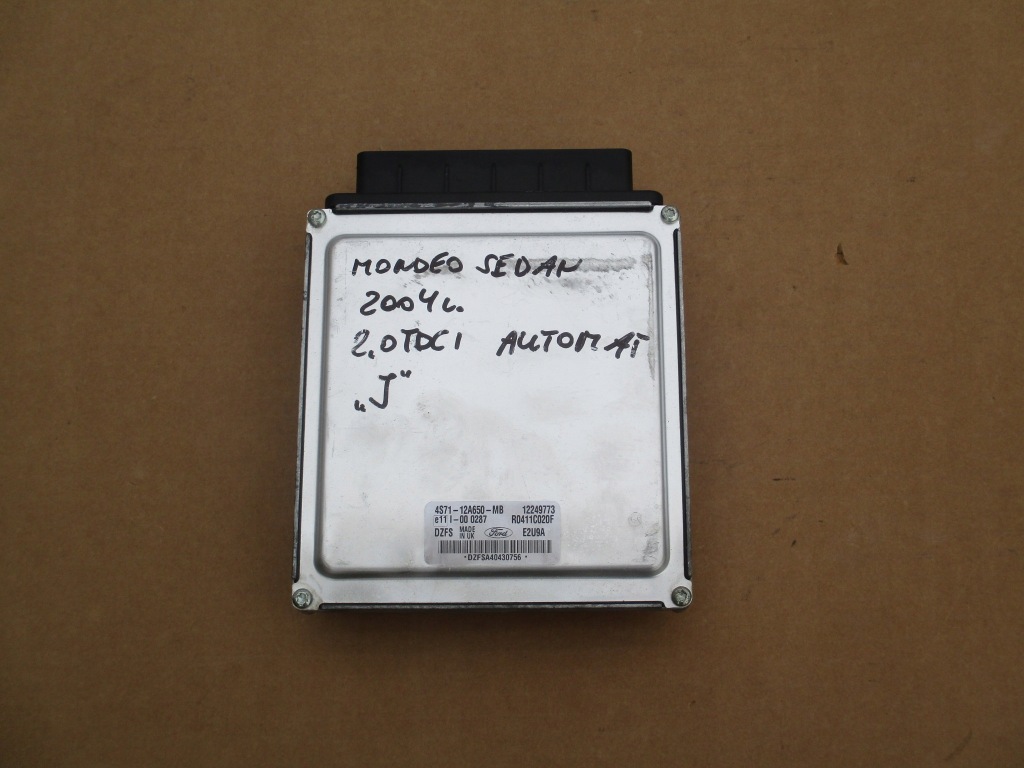 MONDEO SEDAN
2004г.
2,0TDCI AUTOMAT
„J“
4S71-12A650-MB 12249773
e11 I-00 0287 R0411C020F
DZFS MADE IN UK Ford E2U9A
•DZFSA40430756•